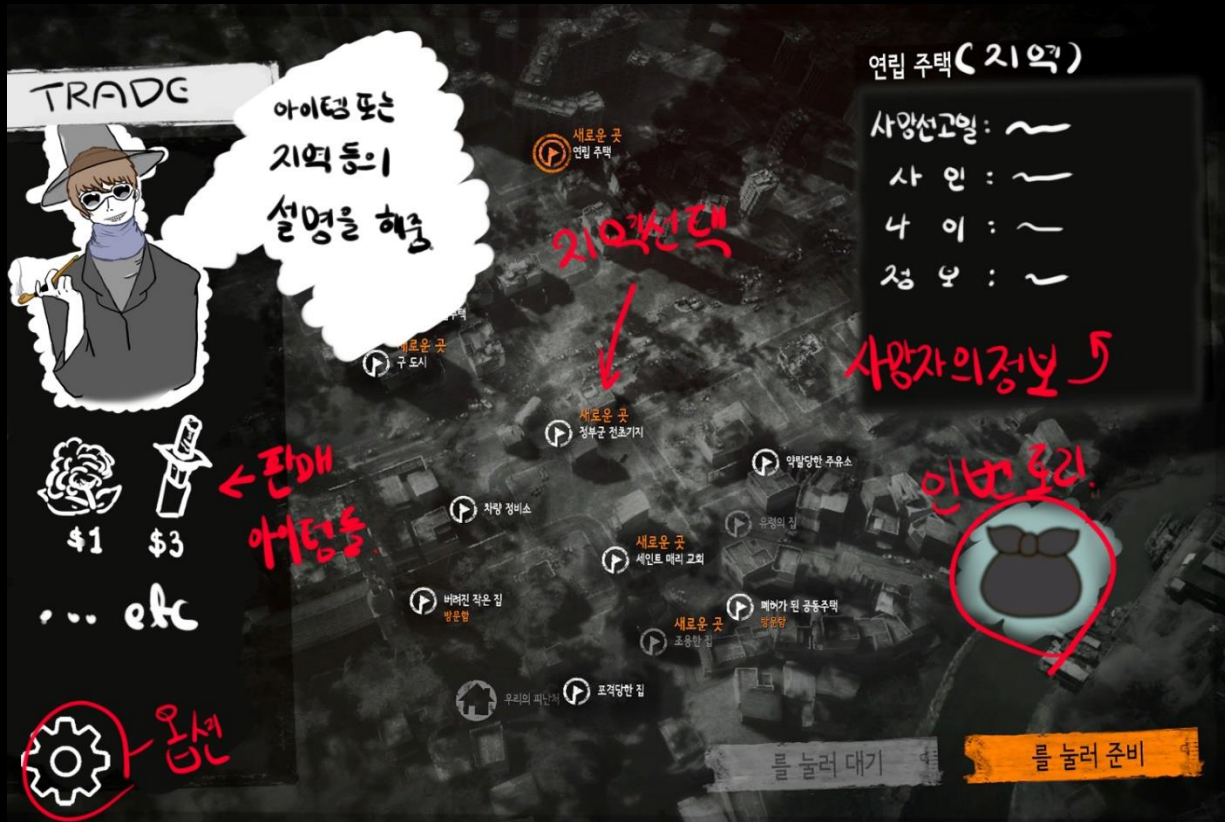 TRADE
아이템 또는
지역 등의
설명을 해줌
$1
$3
... etc
← 판매
아이템들
옵션
새로운 곳
연립 주택
지역선택
새로운 곳
구 도시
새로운 곳
정부군 전초기지
약탈당한 주유소
차량 정비소
유령의 집
새로운 곳
세인트 매리 교회
버려진 작은 집
방문함
폐허가 된 공동주택
방문함
새로운 곳
조용한 집
우리의 피난처
포격당한 집
연립 주택(지역)
사망선고일: ~
사 인 : ~
나 이 : ~
정 보 : ~
사망자의정보
인벤토리
를 눌러 대기
를 눌러 준비